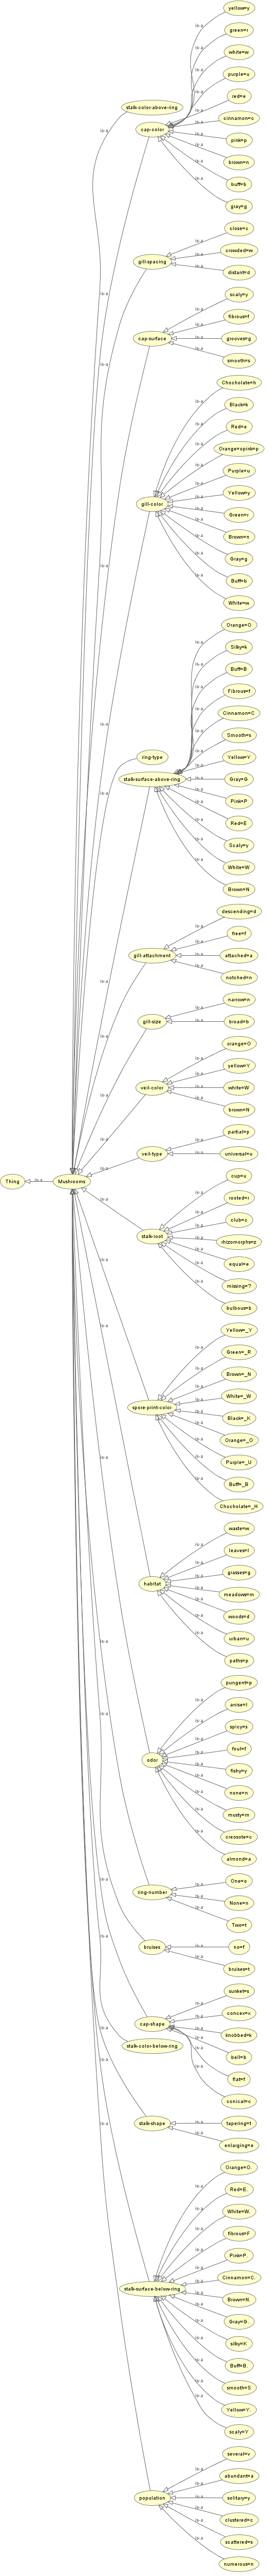 yellow=y
green=r
white=w
purple=u
red=e
cinnamon=c
pink=p
brown=n
buff=b
gray=g
stalk-color-above-ring
cap-color
is-a
close=c
crowded=w
distant=d
gill-spacing
scaly=y
fibrous=f
grooves=g
smooth=s
cap-surface
Chocholate=h
Black=k
Red=e
Orange=opink=p
Purple=u
Yellow=y
Green=r
Brown=n
Gray=g
Buff=b
White=w
gill-color
Orange=O
Silky=k
Buff=B
Fibrous=f
Cinnamon=C
Smooth=s
Yellow=Y
Gray=G
Pink=P
Red=E
Scaly=y
White=W
Brown=N
ring-type
stalk-surface-above-ring
descending=d
free=f
attached=a
notched=n
gill-attachment
narrow=n
broad=b
gill-size
orange=O
yellow=Y
white=W
brown=N
veil-color
partial=p
universal=u
veil-type
Thing
is-a
Mushrooms
cup=u
rooted=r
club=c
rhizomorphs=z
equal=e
missing=?
bulbous=b
stalk-root
Yellow=_Y
Green=_R
Brown=_N
White=_W
Black=_K
Orange=_O
Purple=_U
Buff=_B
Chocholate=_H
spore-print-color
waste=w
leaves=l
grasses=g
meadows=m
woods=d
urban=u
paths=p
habitat
pungent=p
anise=l
spicy=s
foul=f
fishy=y
none=n
musty=m
creosote=c
almond=a
odor
One=o
None=n
Two=t
ring-number
no=f
bruises=t
bruises
sunket=s
concex=x
knobbed=k
bell=b
flat=f
conical=c
cap-shape
stalk-color-below-ring
tapering=t
enlarging=e
stalk-shape
Orange=O.
Red=E.
White=W.
fibrous=F
Pink=P.
Cinnamon=C.
Brown=N.
Gray=G.
silky=K
Buff=B.
smooth=S
Yellow=Y.
scaly=Y
stalk-surface-below-ring
several=v
abundant=a
solitary=y
clustered=c
scattered=s
numerous=n
population